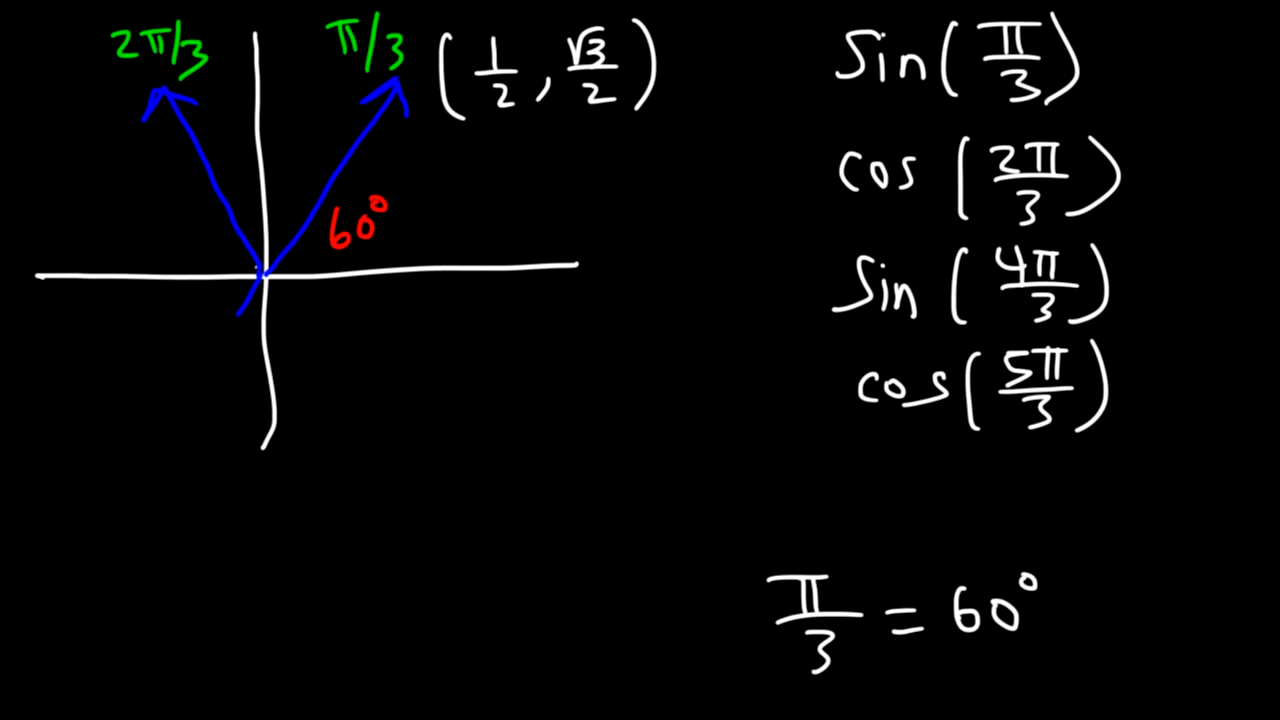 2π/3
π/3 (1/2, √3/2)
60°
Sin(π/3)
cos(2π/3)
Sin(4π/3)
cos(5π/3)
π/3 = 60°